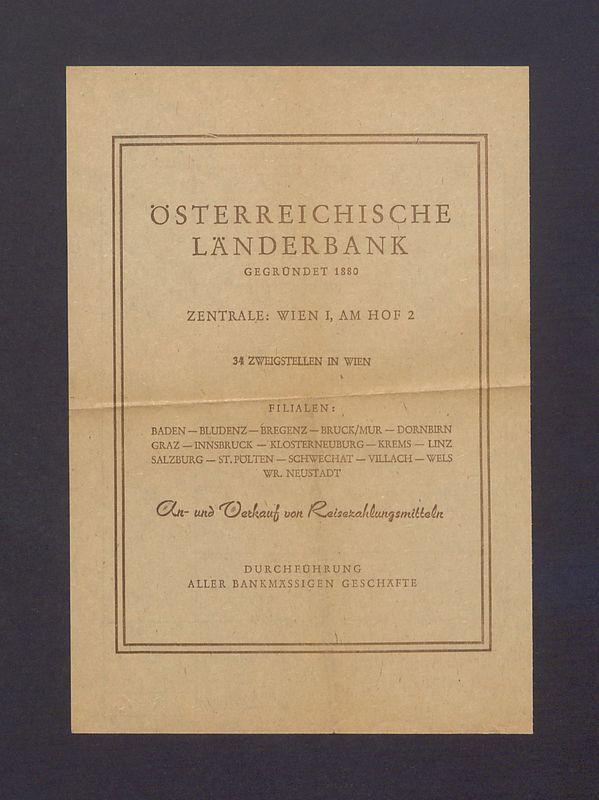 ÖSTERREICHISCHE
LÄNDERBANK
GEGRÜNDET 1880
ZENTRALE: WIEN I, AM HOF 2
34 ZWEIGSTELLEN IN WIEN
FILIALEN:
BADEN — BLUDENZ — BREGENZ — BRUCK/MUR — DORNBIRN
GRAZ — INNSBRUCK — KLOSTERNEUBURG — KREMS — LINZ
SALZBURG — ST. PÖLTEN — SCHWECHAT — VILLACH — WELS
WR. NEUSTADT
An- und Verkauf von Reisezahlungsmitteln
DURCHFÜHRUNG
ALLER BANKMÄSSIGEN GESCHÄFTE